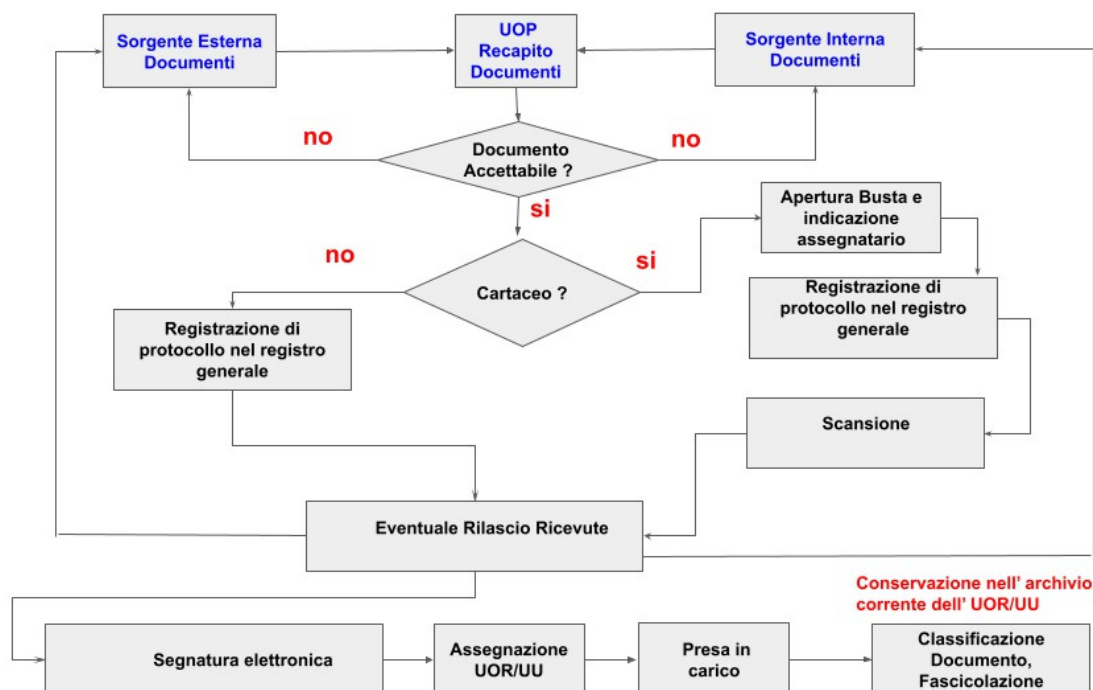 Sorgente Esterna
Documenti
UOP
Recapito
Documenti
Sorgente Interna
Documenti
no
no
Documento
Accettabile ?
si
Apertura Busta e
indicazione
assegnatario
no
si
Cartaceo ?
Registrazione di
protocollo nel registro
generale
Registrazione di
protocollo nel registro
generale
Scansione
Eventuale Rilascio Ricevute
Conservazione nell' archivio
corrente dell' UOR/UU
Segnatura elettronica
Assegnazione
UOR/UU
Presa in
carico
Classificazione
Documento,
Fascicolazione